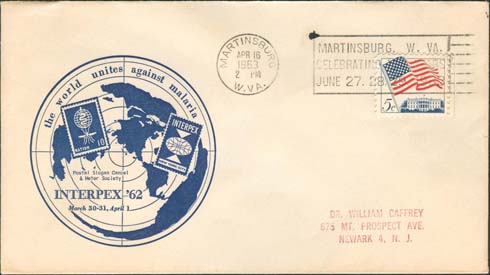 the world unites against malaria
NATION 10
INTERPEX
Postal Slogan Cancel
& Meter Society
INTERPEX-'62
March 30-31, April 1
MARTINSBURG
APR 16
1963
2 PM
W.VA.
MARTINSBURG, W. VA.
CELEBRATING
JUNE 27.
5c
DR. WILLIAM CAFFREY
675 MT. PROSPECT AVE.
NEWARK 4, N. J.